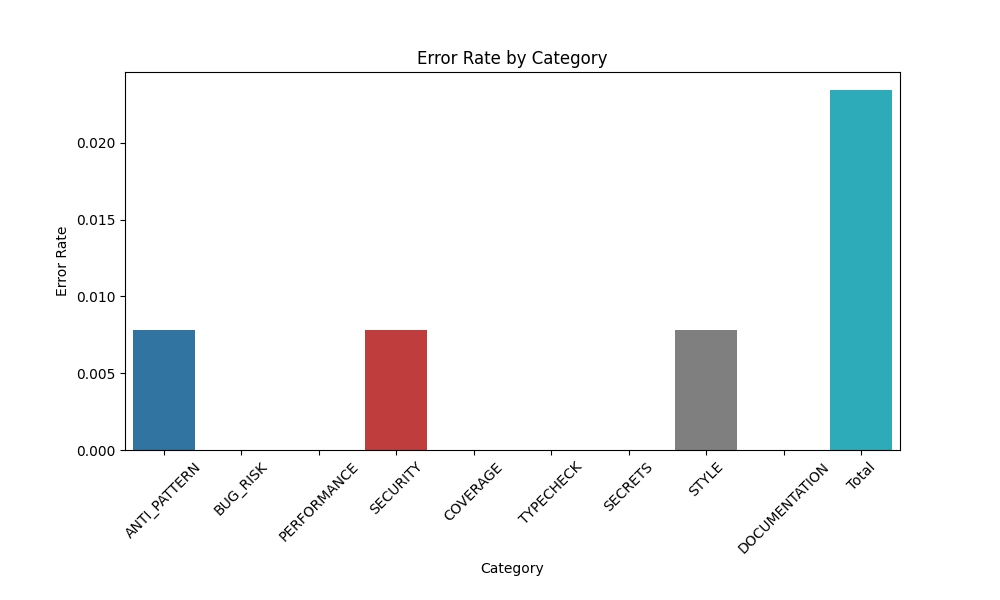 Error Rate by Category
Error Rate
0.020
0.015
0.010
0.005
0.000
ANTI_PATTERN
BUG_RISK
PERFORMANCE
SECURITY
COVERAGE
TYPECHECK
SECRETS
STYLE
DOCUMENTATION
Total
Category